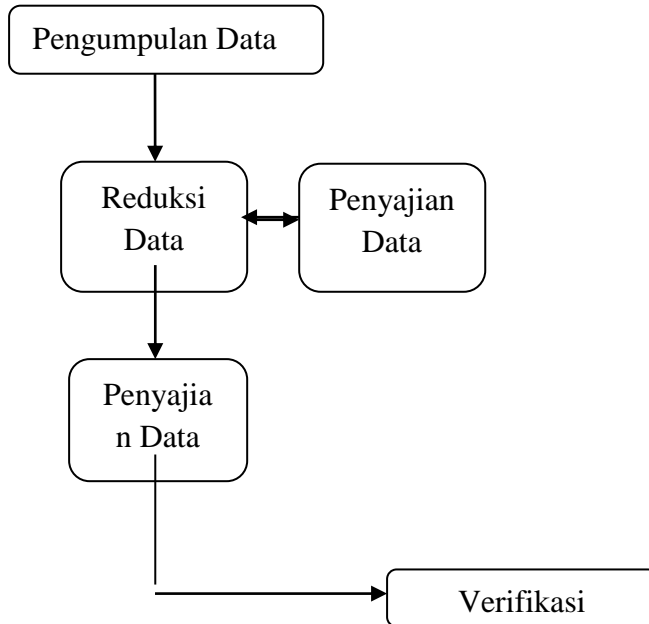 Pengumpulan Data
Reduksi
Data
Penyajian
Data
Penyajia
n Data
Verifikasi